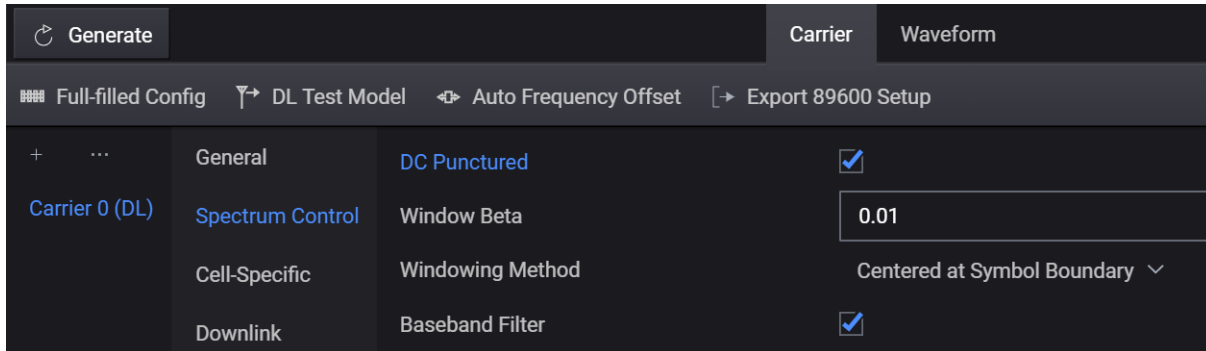 Generate
Carrier Waveform
Full-filled Config DL Test Model Auto Frequency Offset Export 89600 Setup
+ ... General DC Punctured
Carrier 0 (DL) Spectrum Control Window Beta 0.01
Cell-Specific Windowing Method Centered at Symbol Boundary
Downlink Baseband Filter